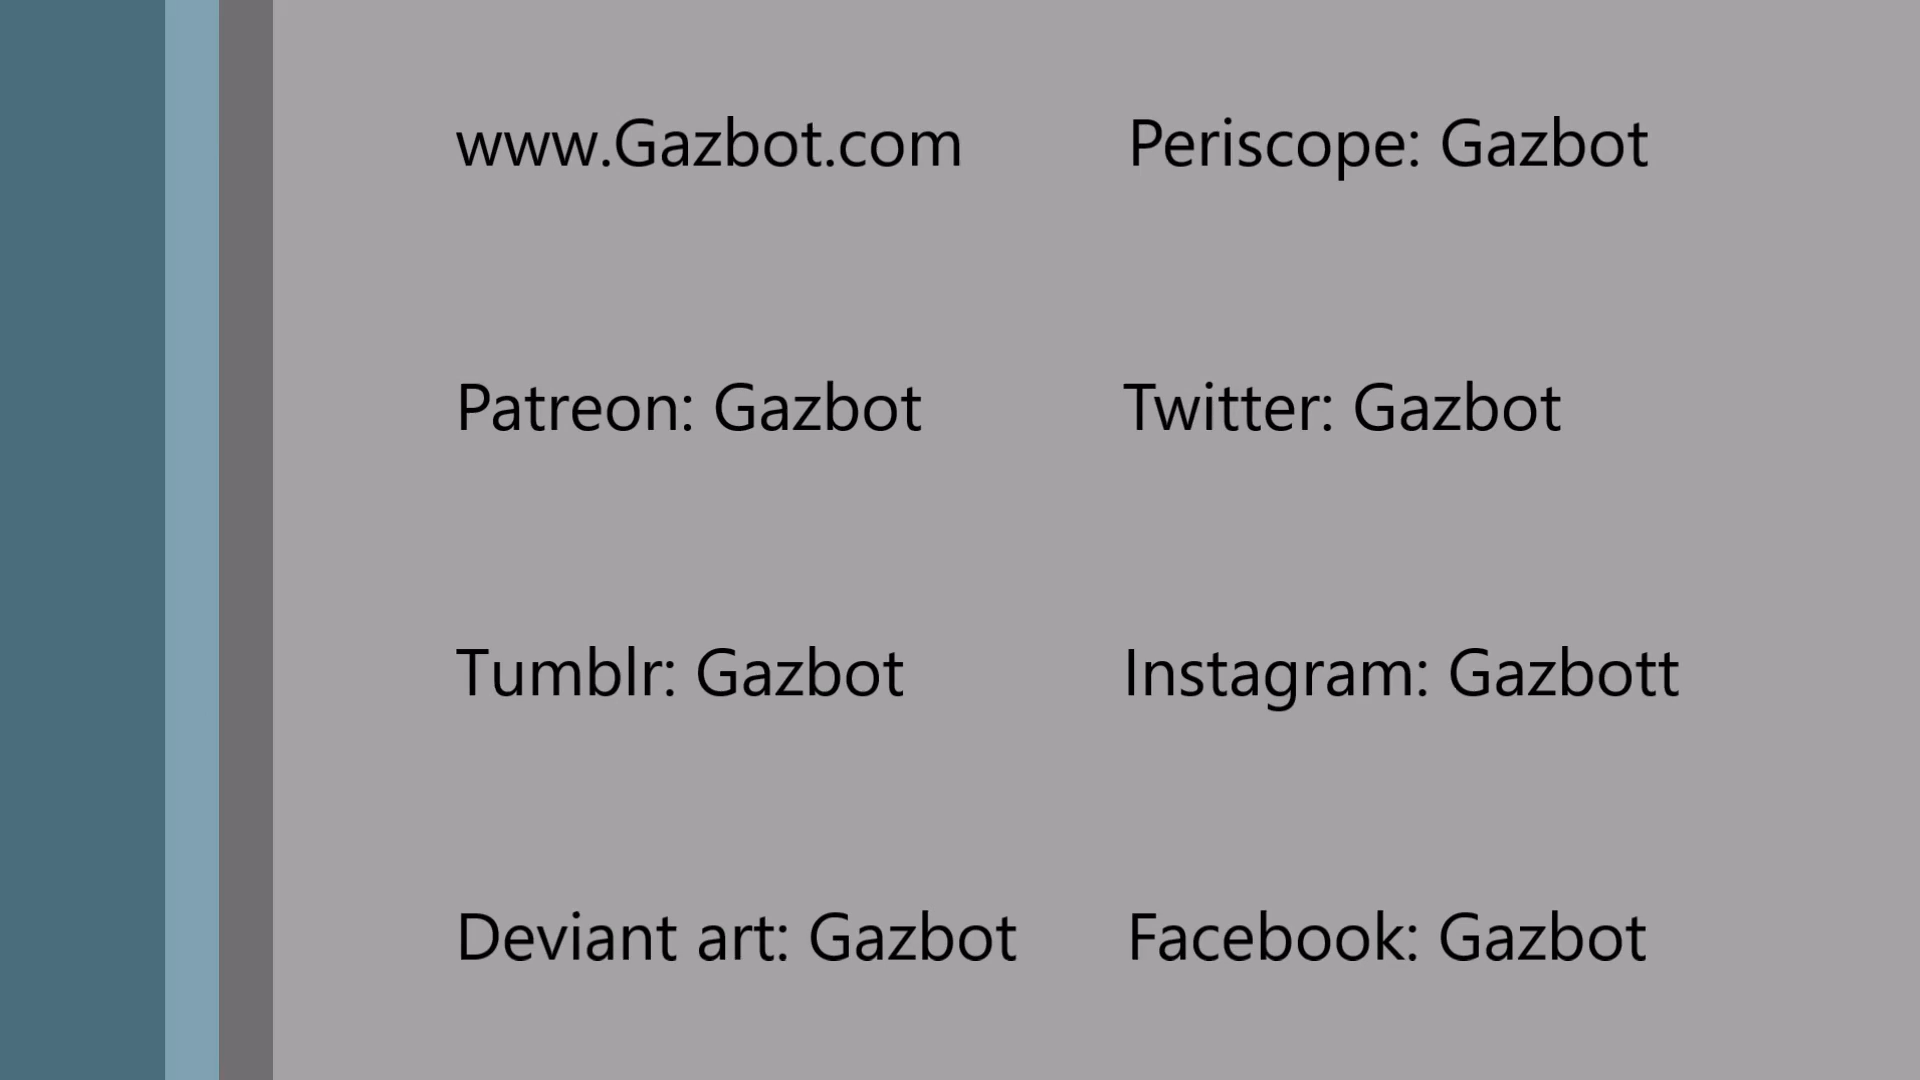 www.Gazbot.com
Periscope: Gazbot
Patreon: Gazbot
Twitter: Gazbot
Tumblr: Gazbot
Instagram: Gazbott
Deviant art: Gazbot
Facebook: Gazbot